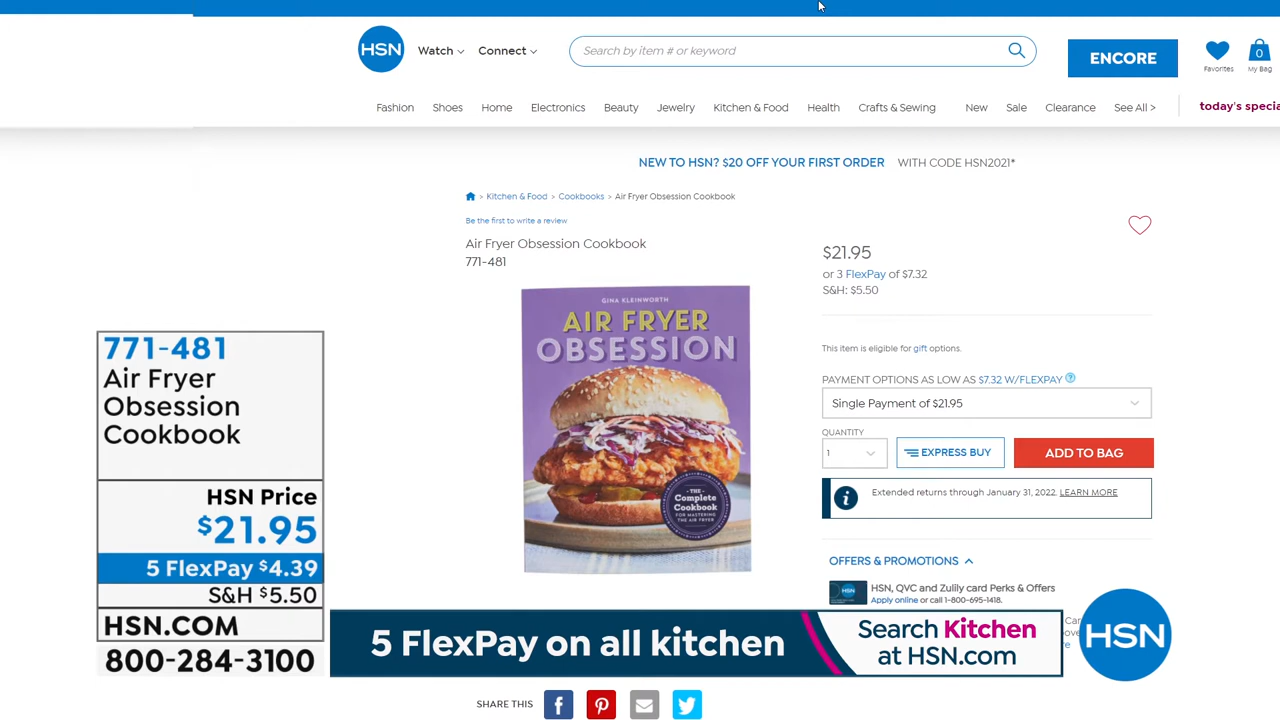 HSN
Watch
Connect
Search by item # or keyword
ENCORE
Favorites
0
My Bag
Fashion
Shoes
Home
Electronics
Beauty
Jewelry
Kitchen & Food
Health
Crafts & Sewing
New
Sale
Clearance
See All >
today's specia
NEW TO HSN? $20 OFF YOUR FIRST ORDER WITH CODE HSN2021*
> Kitchen & Food > Cookbooks > Air Fryer Obsession Cookbook
Be the first to write a review
Air Fryer Obsession Cookbook
771-481
GINA KLEINWORTH
AIR FRYER
OBSESSION
THE
Complete
Cookbook
FOR MASTERING
THE AIR FRYER
$21.95
or 3 FlexPay of $7.32
S&H: $5.50
This item is eligible for gift options.
PAYMENT OPTIONS AS LOW AS $7.32 W/FLEXPAY ?
Single Payment of $21.95
QUANTITY
1
EXPRESS BUY
ADD TO BAG
i
Extended returns through January 31, 2022. LEARN MORE
OFFERS & PROMOTIONS
HSN, QVC and Zulily card Perks & Offers
Apply online or call 1-800-695-1418.
771-481
Air Fryer
Obsession
Cookbook
HSN Price
$21.95
5 FlexPay $4.39
S&H $5.50
HSN.COM
800-284-3100
5 FlexPay on all kitchen
Search Kitchen
at HSN.com
HSN
SHARE THIS